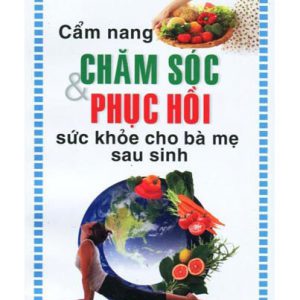 Cẩm nang
CHĂM SÓC
& PHỤC HỒI
sức khỏe cho bà mẹ
sau sinh